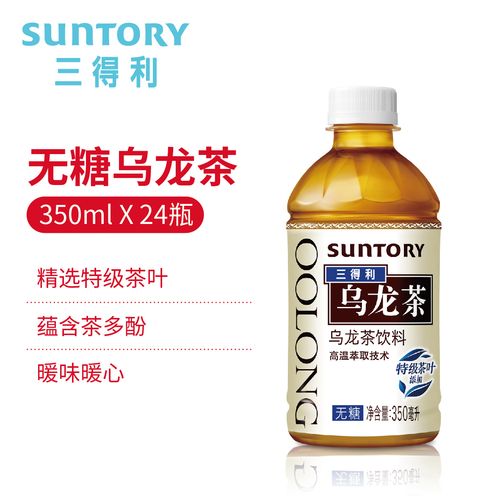 SUNTORY
三得利
无糖乌龙茶
350ml X 24瓶
精选特级茶叶
蕴含茶多酚
暖味暖心
OOLONG
SUNTORY
三得利
乌龙茶
乌龙茶饮料
高温萃取技术
特级茶叶
添加
无糖 净含量:350毫升